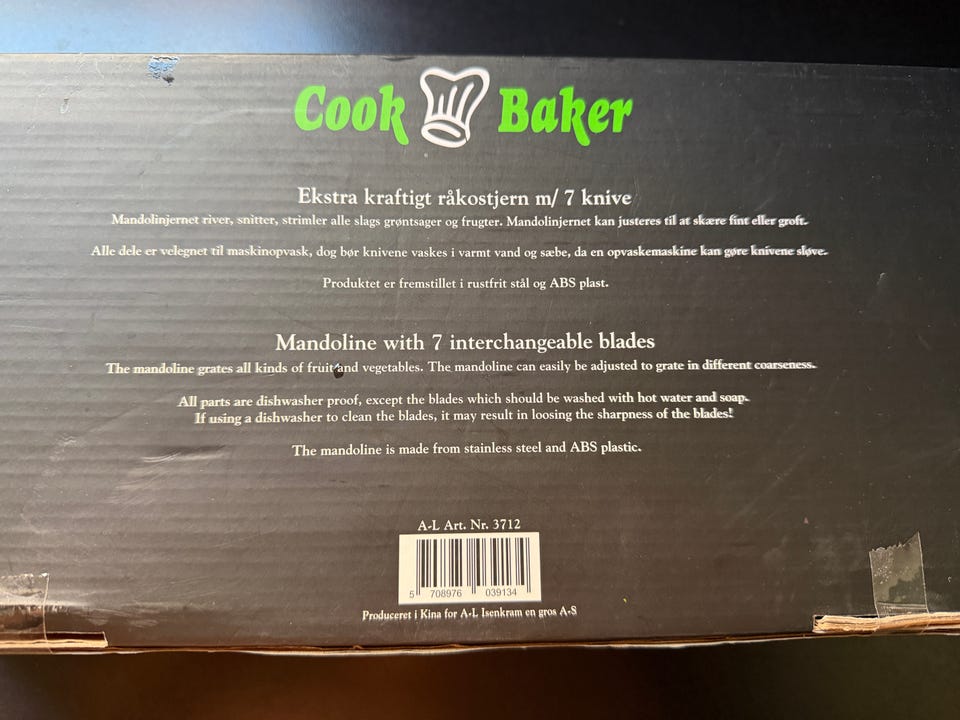 Cook Baker
Ekstra kraftigt råkostjern m/ 7 knive
Mandolinjernet river, snitter, strimler alle slags grøntsager og frugter. Mandolinjernet kan justeres til at skære fint eller groft.
Alle dele er velegnet til maskinopvask, dog bør knivene vaskes i varmt vand og sæbe, da en opvaskemaskine kan gøre knivene sløve.
Produktet er fremstillet i rustfrit stål og ABS plast.
Mandoline with 7 interchangeable blades
The mandoline grates all kinds of fruit and vegetables. The mandoline can easily be adjusted to grate in different coarseness.
All parts are dishwasher proof, except the blades which should be washed with hot water and soap.
If using a dishwasher to clean the blades, it may result in loosing the sharpness of the blades!
The mandoline is made from stainless steel and ABS plastic.
A-L Art. Nr. 3712
5 708976 039134
Produceret i Kina for A-L Isenkram en gros A-S